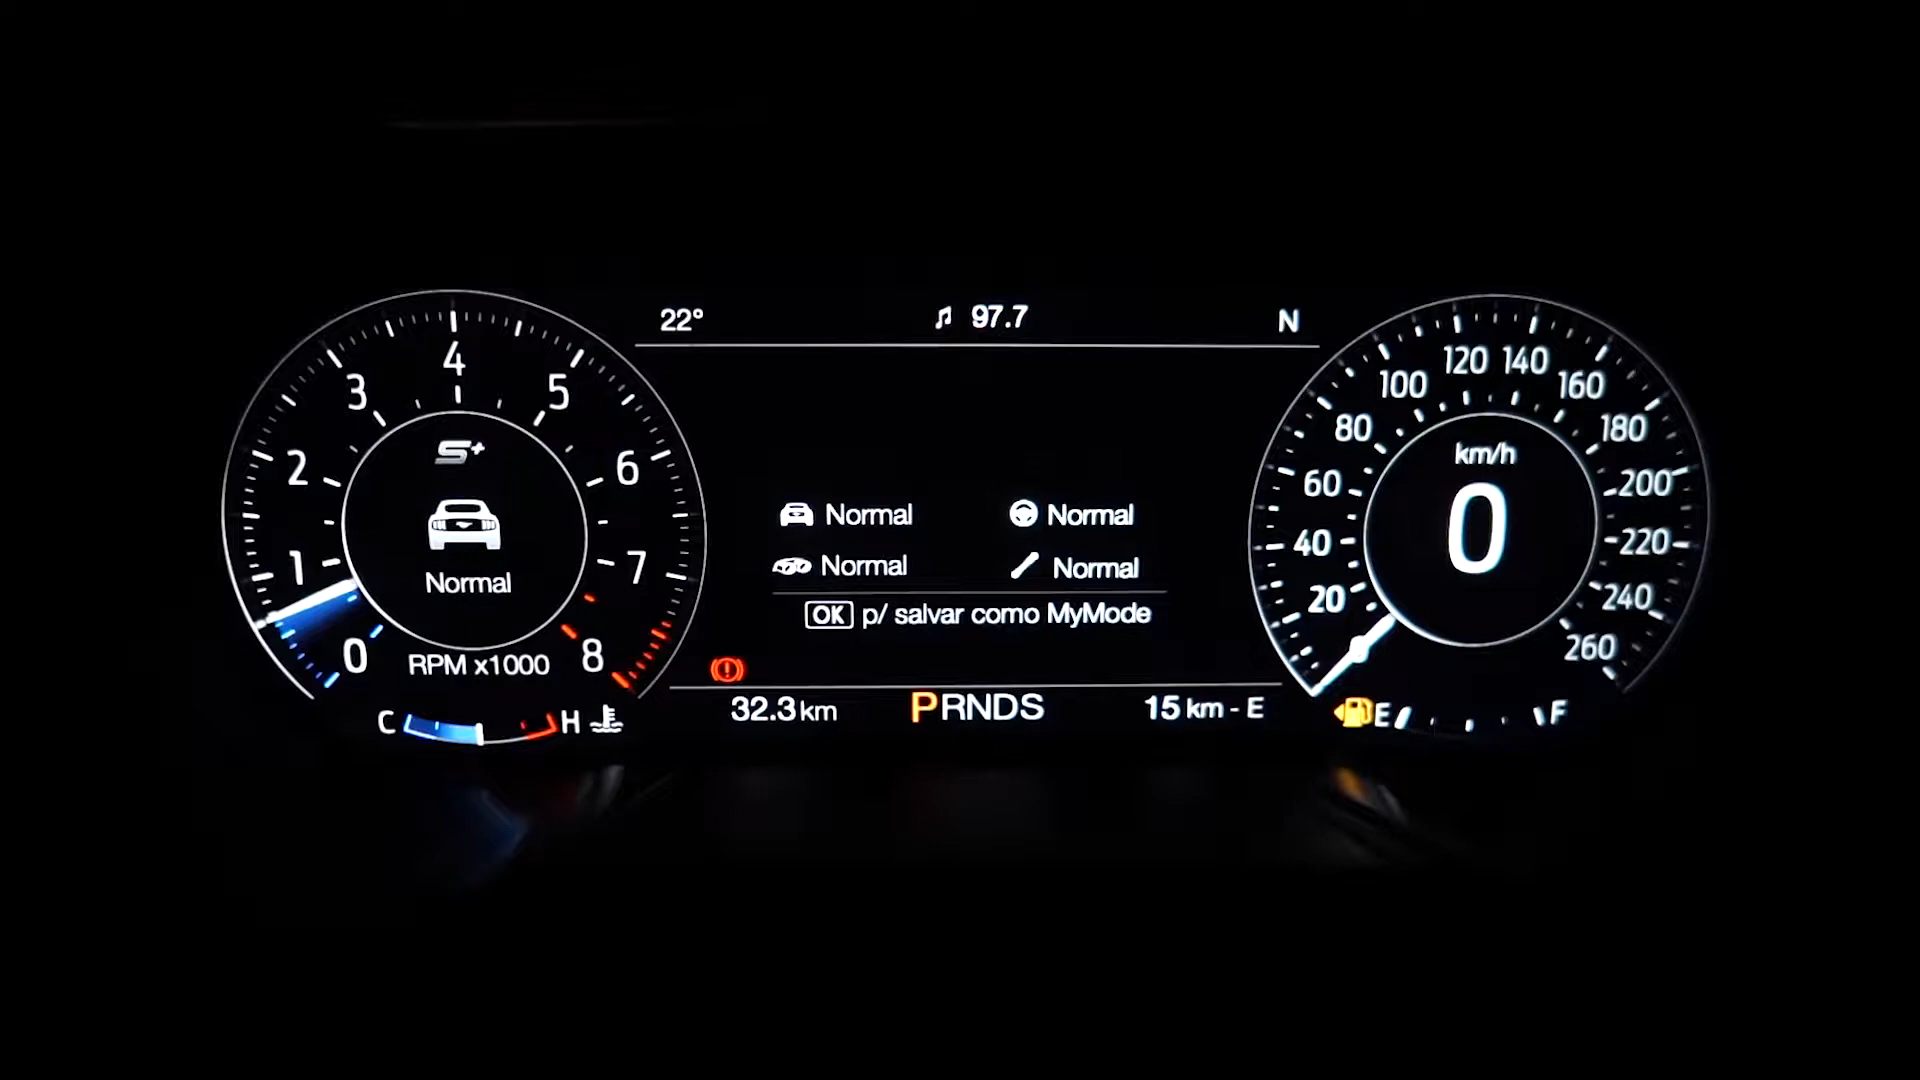 22° 97.7 N
0 1 2 3 4 5 6 7 8
S+
Normal
RPM x1000
C H
Normal Normal
Normal Normal
OK p/ salvar como MyMode
32.3 km PRNDS 15 km - E
20 40 60 80 100 120 140 160 180 200 220 240 260
km/h
0
E F